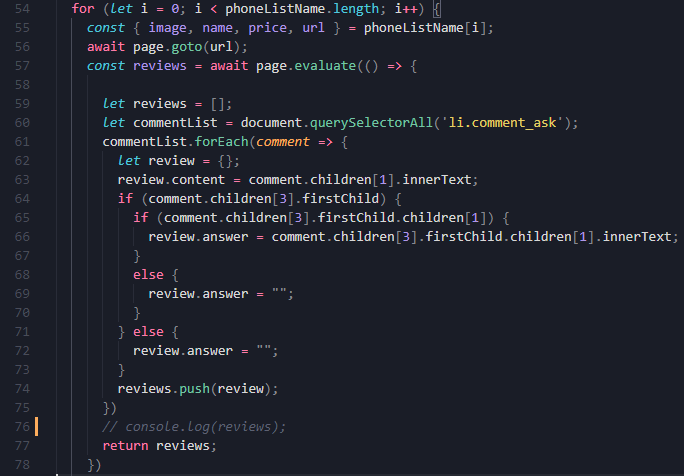 54 for (let i = 0; i < phoneListName.length; i++) {
55 const { image, name, price, url } = phoneListName[i];
56 await page.goto(url);
57 const reviews = await page.evaluate(() => {
58
59 let reviews = [];
60 let commentList = document.querySelectorAll('li.comment_ask');
61 commentList.forEach(comment => {
62 let review = {};
63 review.content = comment.children[1].innerText;
64 if (comment.children[3].firstChild) {
65 if (comment.children[3].firstChild.children[1]) {
66 review.answer = comment.children[3].firstChild.children[1].innerText;
67 }
68 else {
69 review.answer = "";
70 }
71 } else {
72 review.answer = "";
73 }
74 reviews.push(review);
75 })
76 // console.log(reviews);
77 return reviews;
78 })